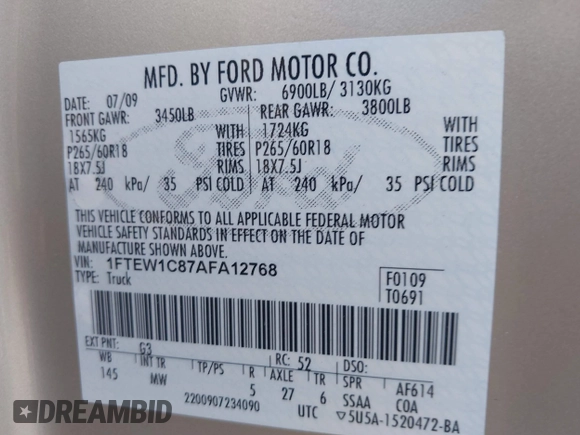 MFD. BY FORD MOTOR CO.
DATE: 07/09 GVWR: 6900LB/ 3130KG
FRONT GAWR: 3450LB REAR GAWR: 3800LB
1565KG WITH 1724KG WITH
P265/60R18 TIRES P265/60R18 TIRES
18X7.5J RIMS 18X7.5J RIMS
AT 240 kPa/ 35 PSI COLD AT 240 kPa/ 35 PSI COLD
Ford
THIS VEHICLE CONFORMS TO ALL APPLICABLE FEDERAL MOTOR
VEHICLE SAFETY STANDARDS IN EFFECT ON THE DATE OF
MANUFACTURE SHOWN ABOVE.
VIN: 1FTEW1C87AFA12768 F0109
TYPE: Truck T0691
EXT PNT: G3 RC: 52 DSO:
WB INT TR TP/PS R AXLE TR SPR AF614
145 MW 5 27 6 SSAA COA
2200907234090 UTC ▽5U5A-1520472-BA
DREAMBID